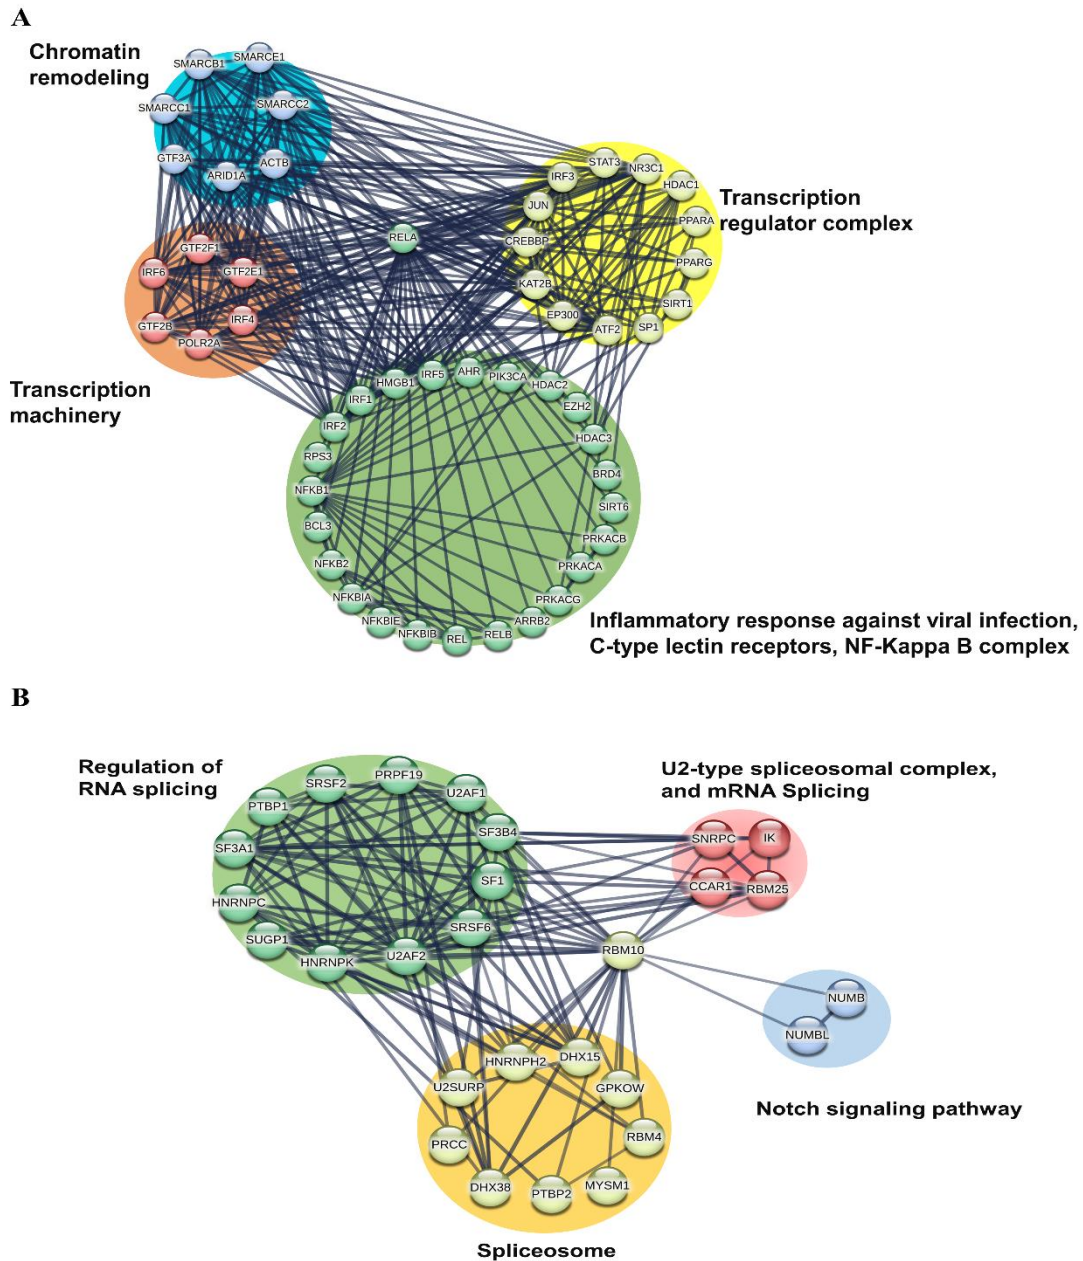 A
Chromatin
remodeling
SMARCB1
SMARCE1
SMARCC1
SMARCC2
GTF3A
ARID1A
ACTB
RELA
STAT3
NR3C1
IRF3
HDAC1
JUN
PPARA
CREBBP
PPARG
KAT2B
SIRT1
EP300
ATF2
SP1
Transcription
regulator complex
GTF2F1
IRF6
GTF2E1
GTF2B
IRF4
POLR2A
Transcription
machinery
HMGB1
IRF5
AHR
PIK3CA
HDAC2
IRF1
EZH2
IRF2
HDAC3
RPS3
BRD4
NFKB1
SIRT6
BCL3
PRKACB
NFKB2
PRKACA
NFKBIA
PRKACG
NFKBIE
ARRB2
NFKBIB
REL
RELB
Inflammatory response against viral infection,
C-type lectin receptors, NF-Kappa B complex
B
Regulation of
RNA splicing
PRPF19
SRSF2
U2AF1
PTBP1
SF3B4
SF3A1
SF1
HNRNPC
SRSF6
SUGP1
HNRNPK
U2AF2
U2-type spliceosomal complex,
and mRNA Splicing
SNRPC
IK
CCAR1
RBM25
RBM10
NUMB
NUMBL
Notch signaling pathway
HNRNPH2
DHX15
U2SURP
GPKOW
PRCC
RBM4
DHX38
PTBP2
MYSM1
Spliceosome